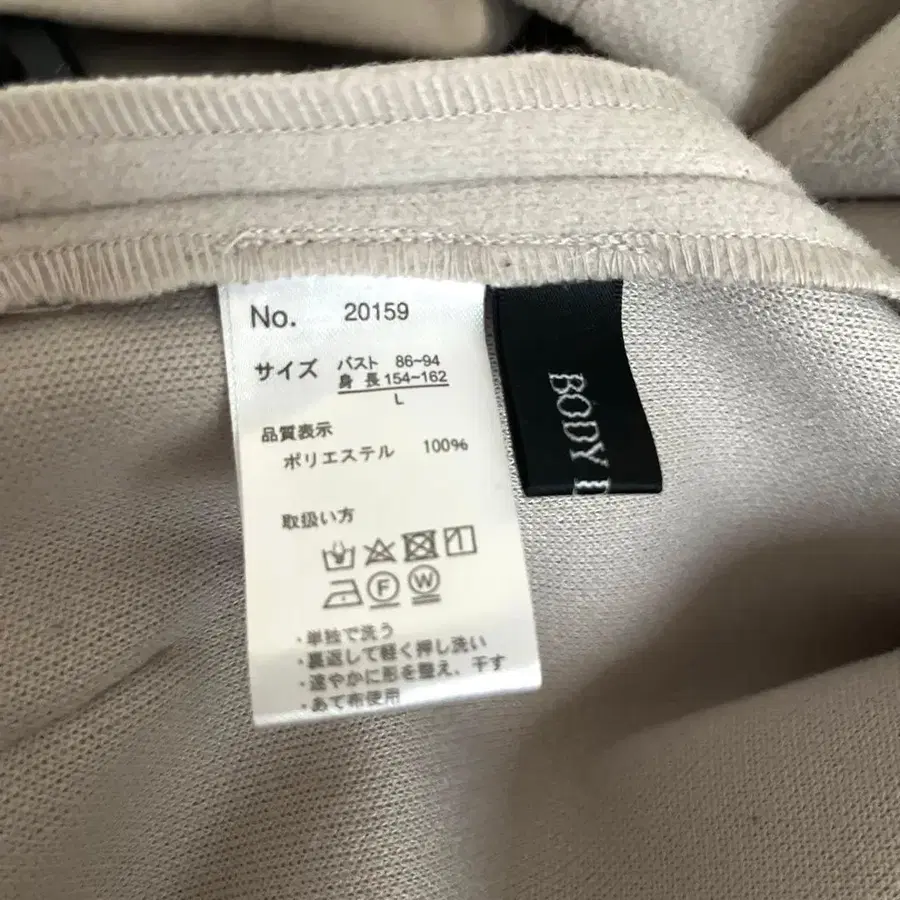 No. 20159
サイズ バスト 86~94
身 長 154~162
L
品質表示
ポリエステル 100%
取扱い方
F W
・単独で洗う
・裏返して軽く押し洗い
・速やかに形を整え、干す
・あて布使用
BODY